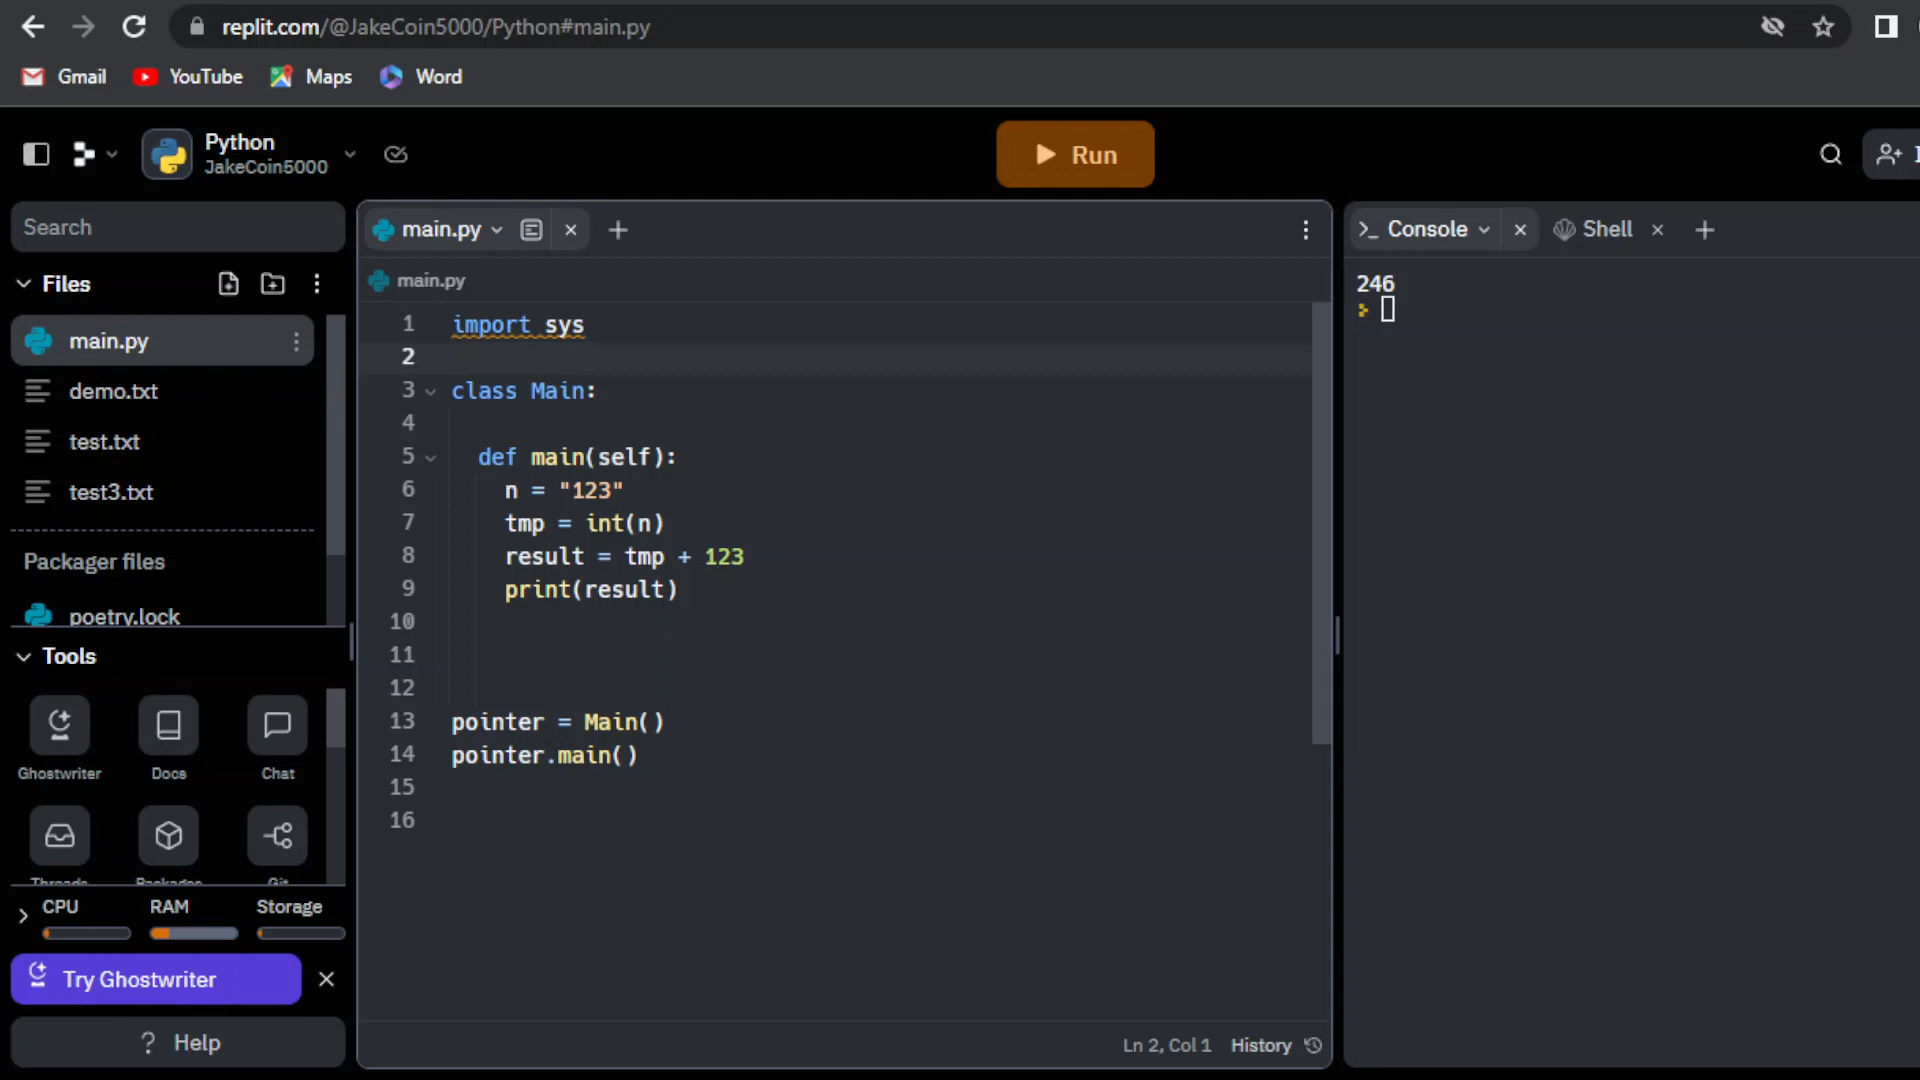 replit.com/@JakeCoin5000/Python#main.py
Gmail YouTube Maps Word
Python
JakeCoin5000
Run
Search
Files
main.py
demo.txt
test.txt
test3.txt
Packager files
poetry.lock
Tools
Ghostwriter Docs Chat
Threads Packages Git
CPU RAM Storage
Try Ghostwriter
? Help
main.py
main.py
1 import sys
2
3 class Main:
4
5 def main(self):
6 n = "123"
7 tmp = int(n)
8 result = tmp + 123
9 print(result)
10
11
12
13 pointer = Main()
14 pointer.main()
15
16
Ln 2, Col 1 History
Console Shell
246